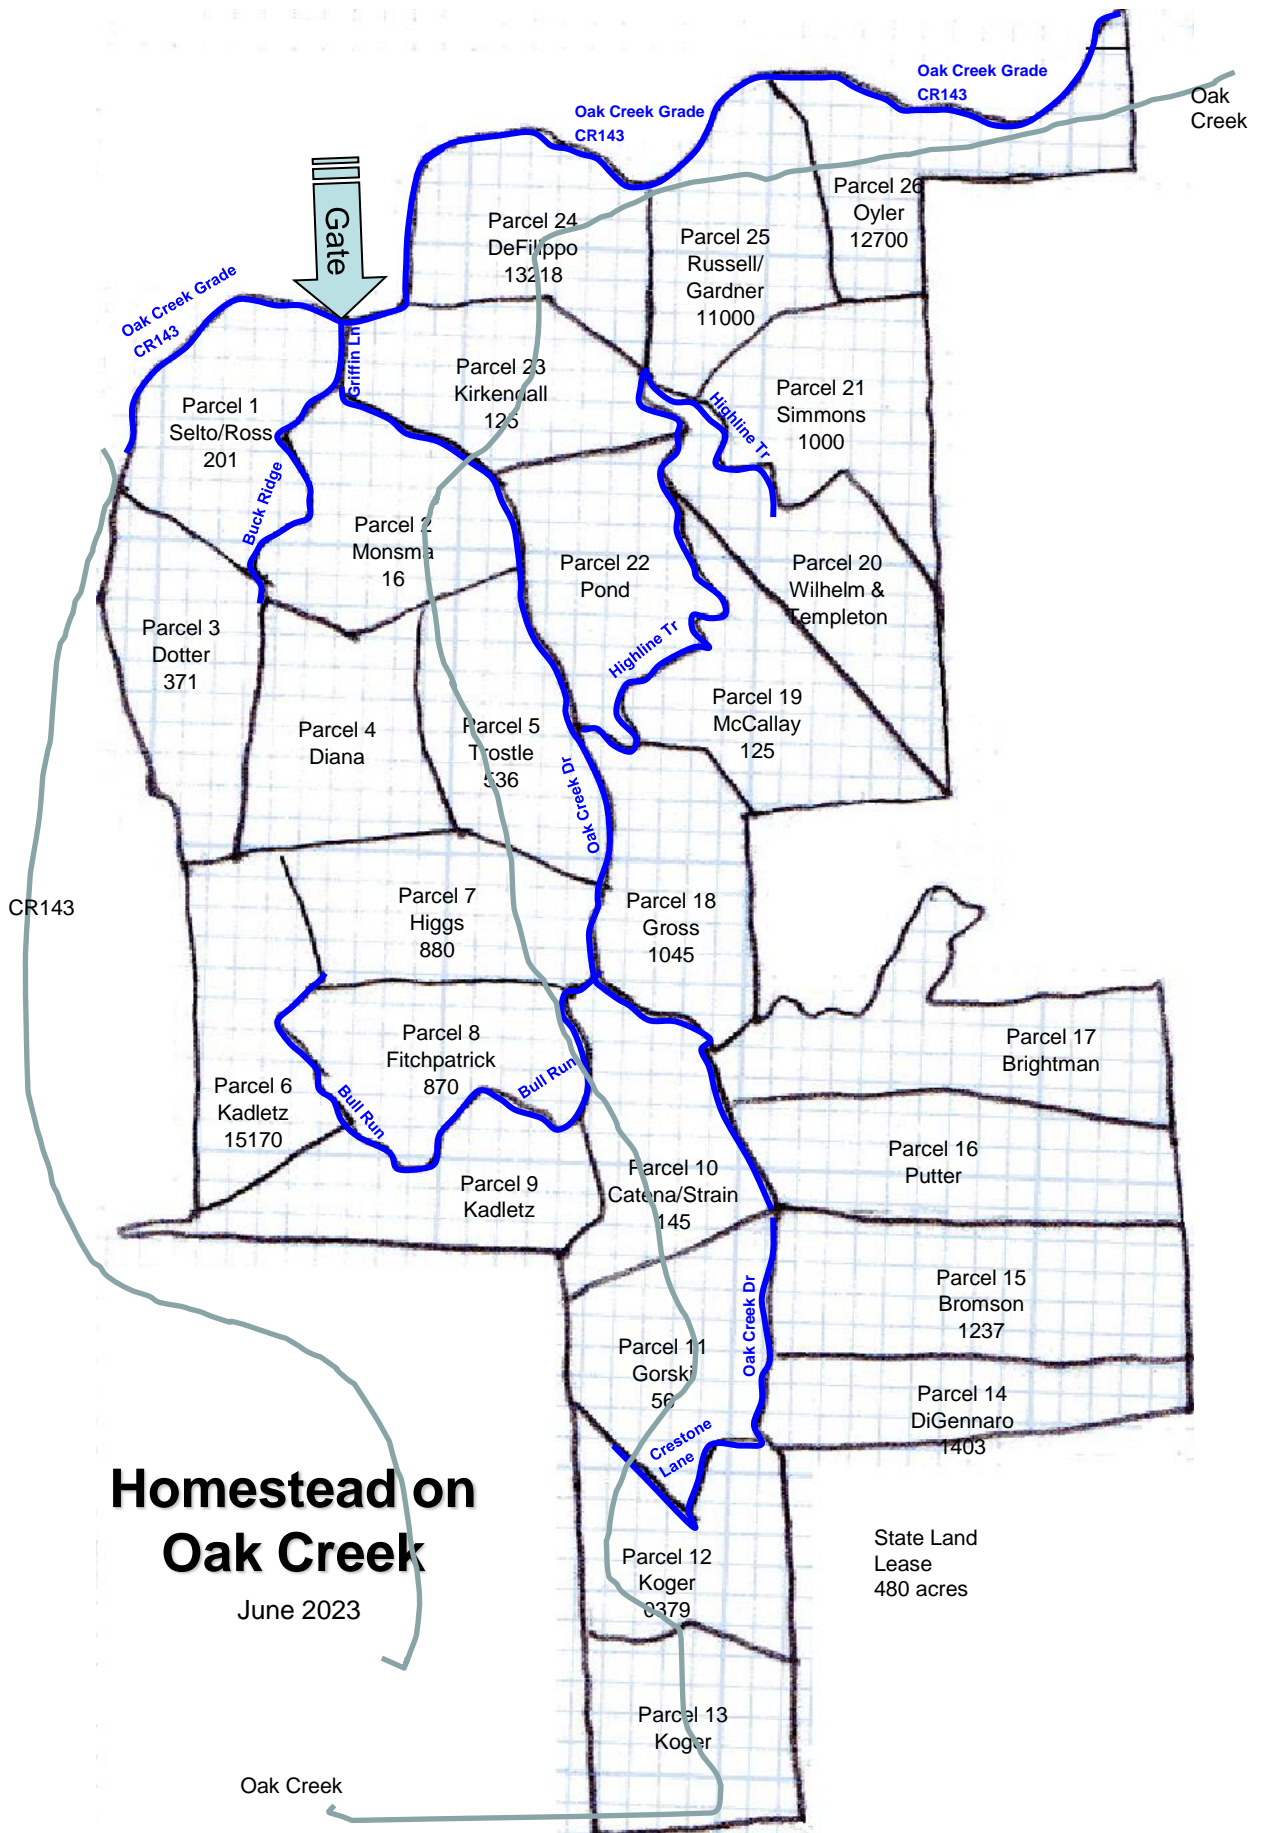 Oak Creek Grade
CR143
Oak Creek Grade
CR143
Oak
Creek
Gate
Parcel 26
Oyler
12700
Parcel 24
DeFilippo
13218
Parcel 25
Russell/
Gardner
11000
Oak Creek Grade
CR143
Griffin Ln
Parcel 23
Kirkendall
125
Parcel 21
Simmons
1000
Highline Tr
Parcel 1
Selto/Ross
201
Buck Ridge
Parcel 2
Monsma
16
Parcel 22
Pond
Parcel 20
Wilhelm &
Templeton
Highline Tr
Parcel 3
Dotter
371
Parcel 19
McCallay
125
Parcel 4
Diana
Parcel 5
Trostle
536
Oak Creek Dr
CR143
Parcel 7
Higgs
880
Parcel 18
Gross
1045
Parcel 8
Fitchpatrick
870
Bull Run
Bull Run
Parcel 17
Brightman
Parcel 6
Kadletz
15170
Parcel 16
Putter
Parcel 9
Kadletz
Parcel 10
Catena/Strain
145
Parcel 15
Bromson
1237
Oak Creek Dr
Parcel 11
Gorski
56
Parcel 14
DiGennaro
1403
Crestone
Lane
Homestead on
Oak Creek
June 2023
State Land
Lease
480 acres
Parcel 12
Koger
Parcel 13
Koger
Oak Creek